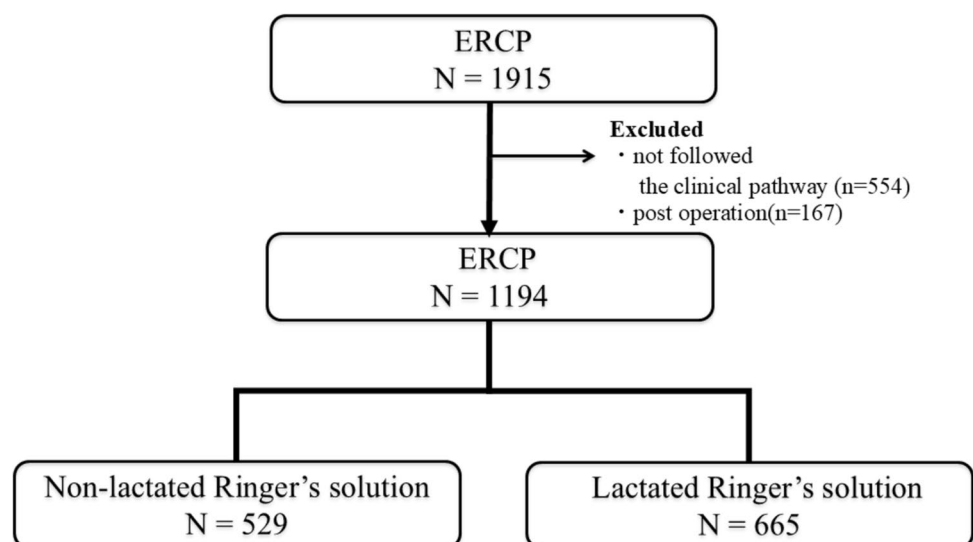 ERCP
N = 1915
Excluded
・not followed
the clinical pathway (n=554)
・post operation(n=167)
ERCP
N = 1194
Non-lactated Ringer’s solution
N = 529
Lactated Ringer’s solution
N = 665